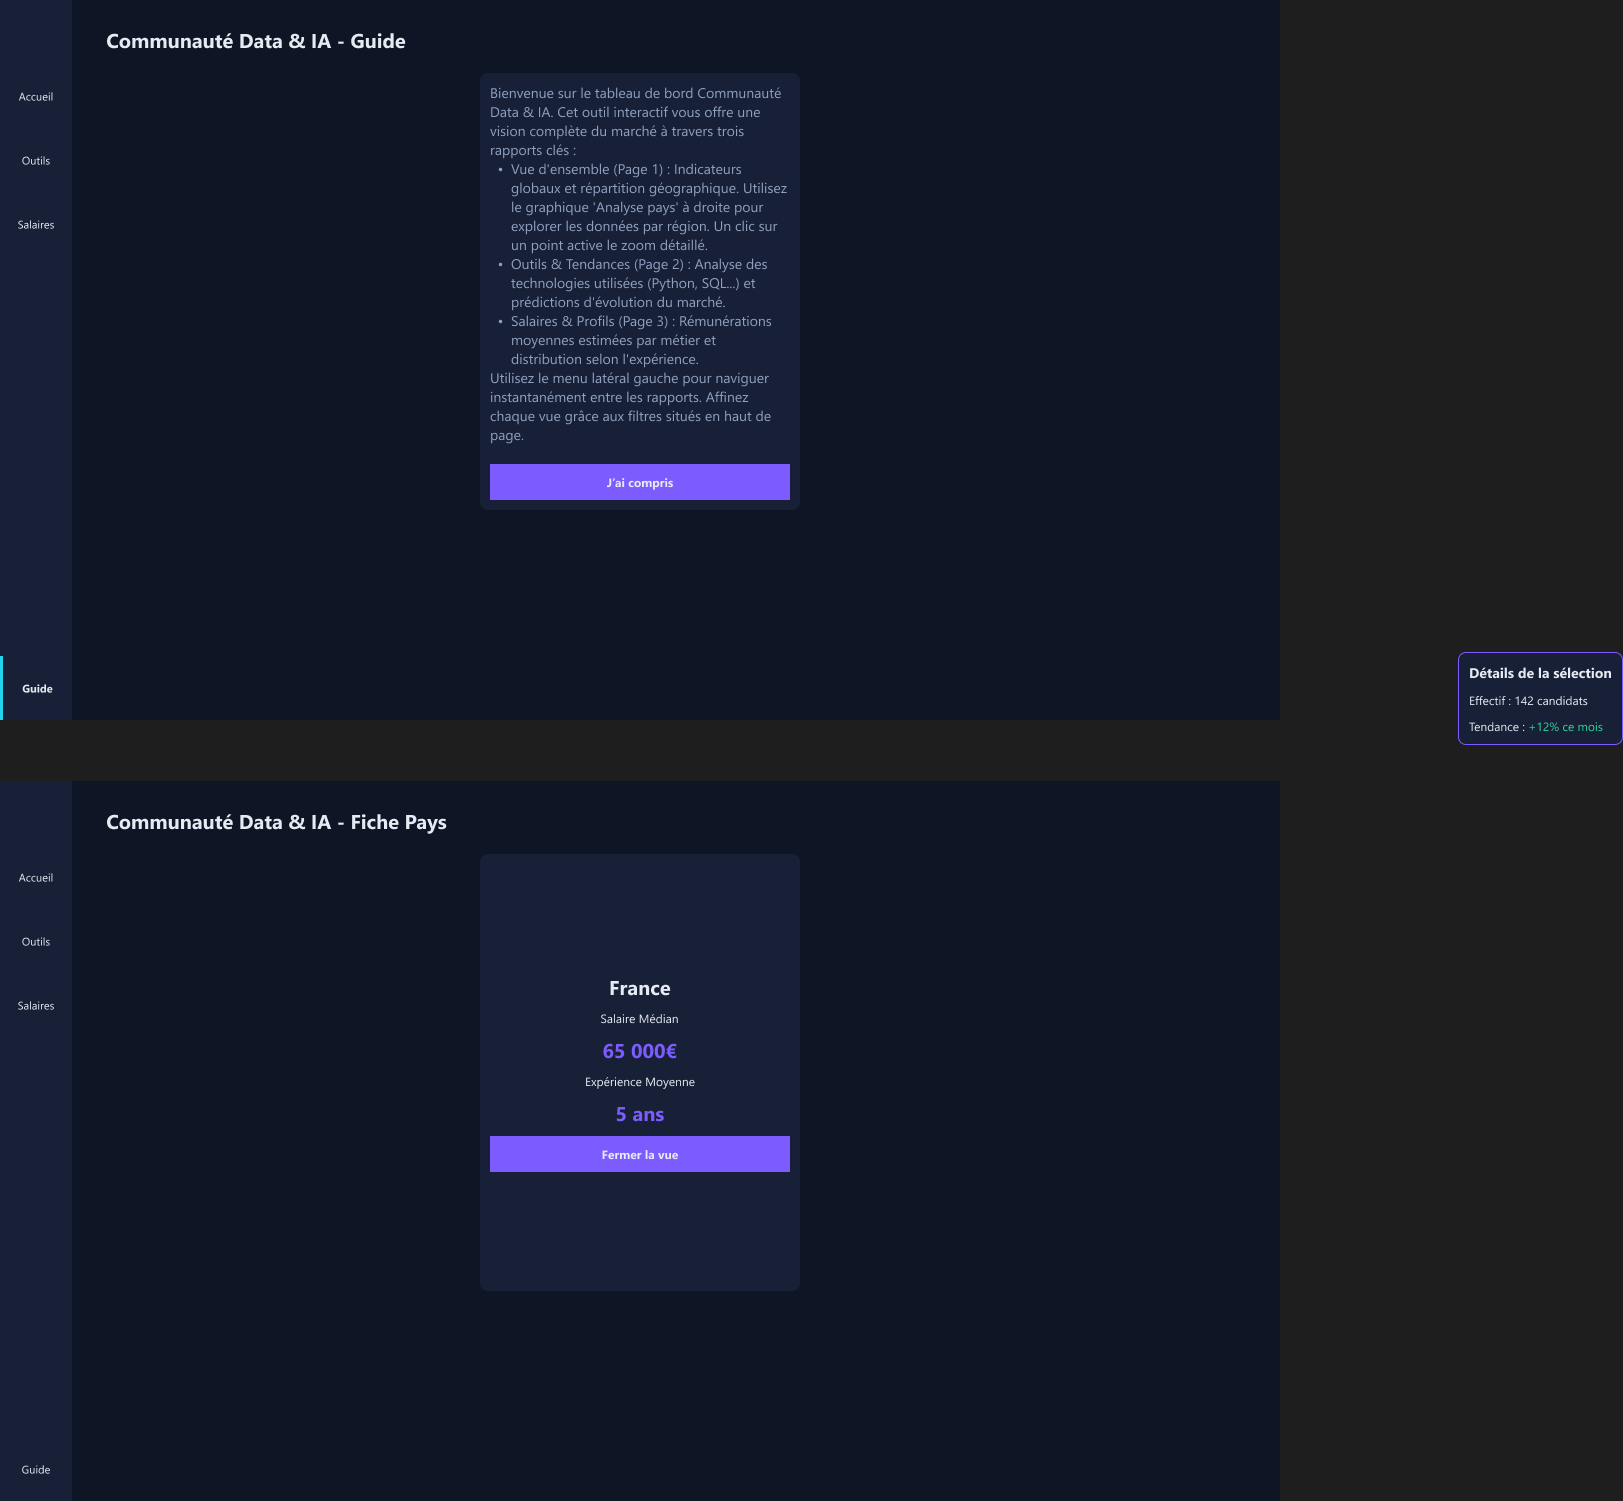 Communauté Data & IA - Guide
Accueil
Outils
Salaires
Guide
Bienvenue sur le tableau de bord Communauté
Data & IA. Cet outil interactif vous offre une
vision complète du marché à travers trois
rapports clés :
• Vue d'ensemble (Page 1) : Indicateurs
globaux et répartition géographique. Utilisez
le graphique 'Analyse pays' à droite pour
explorer les données par région. Un clic sur
un point active le zoom détaillé.
• Outils & Tendances (Page 2) : Analyse des
technologies utilisées (Python, SQL...) et
prédictions d'évolution du marché.
• Salaires & Profils (Page 3) : Rémunérations
moyennes estimées par métier et
distribution selon l'expérience.
Utilisez le menu latéral gauche pour naviguer
instantanément entre les rapports. Affinez
chaque vue grâce aux filtres situés en haut de
page.
J'ai compris
Détails de la sélection
Effectif : 142 candidats
Tendance : +12% ce mois
Communauté Data & IA - Fiche Pays
Accueil
Outils
Salaires
Guide
France
Salaire Médian
65 000€
Expérience Moyenne
5 ans
Fermer la vue